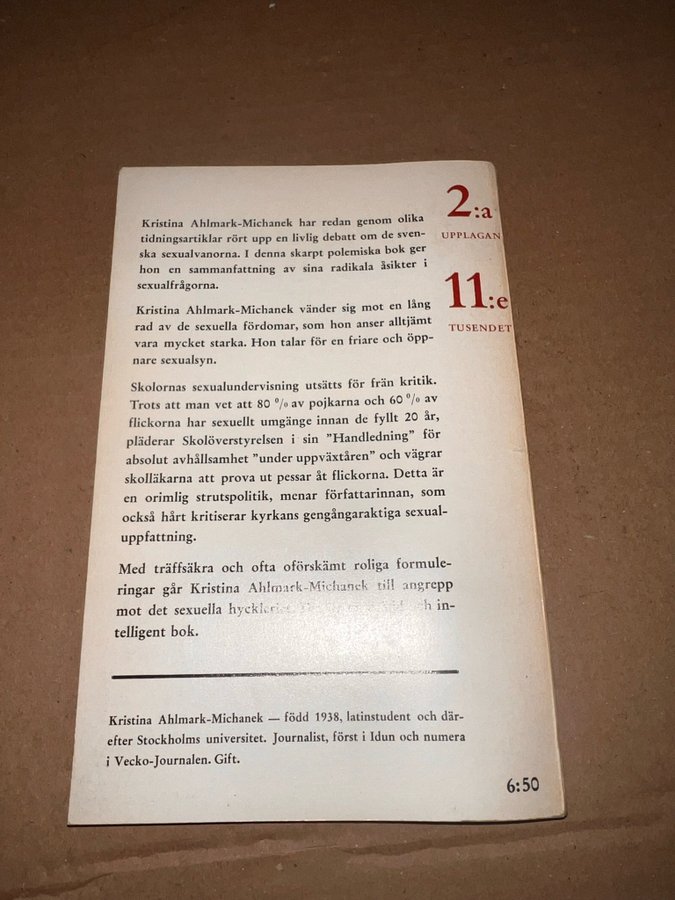 2:a
UPPLAGAN
11:e
TUSENDET
Kristina Ahlmark-Michanek har redan genom olika
tidningsartiklar rört upp en livlig debatt om de sven-
ska sexualvanorna. I denna skarpt polemiska bok ger
hon en sammanfattning av sina radikala åsikter i
sexualfrågorna.
Kristina Ahlmark-Michanek vänder sig mot en lång
rad av de sexuella fördomar, som hon anser alltjämt
vara mycket starka. Hon talar för en friare och öpp-
nare sexualsyn.
Skolornas sexualundervisning utsätts för från kritik.
Trots att man vet att 80 % av pojkarna och 60 % av
flickorna har sexuellt umgänge innan de fyllt 20 år,
pläderar Skolöverstyrelsen i sin "Handledning" för
absolut avhållsamhet "under uppväxtåren" och vägrar
skolläkarna att prova ut pessar åt flickorna. Detta är
en orimlig strutspolitik, menar författarinnan, som
också hårt kritiserar kyrkans gengångaraktiga sexual-
uppfattning.
Med träffsäkra och ofta oförskämt roliga formule-
ringar går Kristina Ahlmark-Michanek till angrepp
mot det sexuella hyckleriet. och in-
telligent bok.
Kristina Ahlmark-Michanek — född 1938, latinstudent och där-
efter Stockholms universitet. Journalist, först i Idun och numera
i Vecko-Journalen. Gift.
6:50